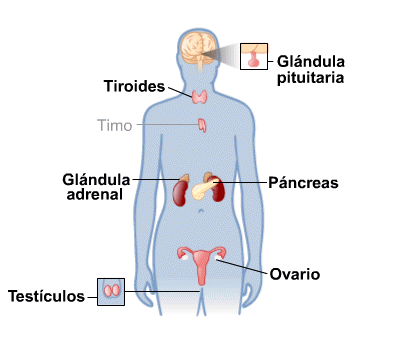 Glándula
pituitaria
Tiroides
Timo
Glándula
adrenal
Páncreas
Ovario
Testículos